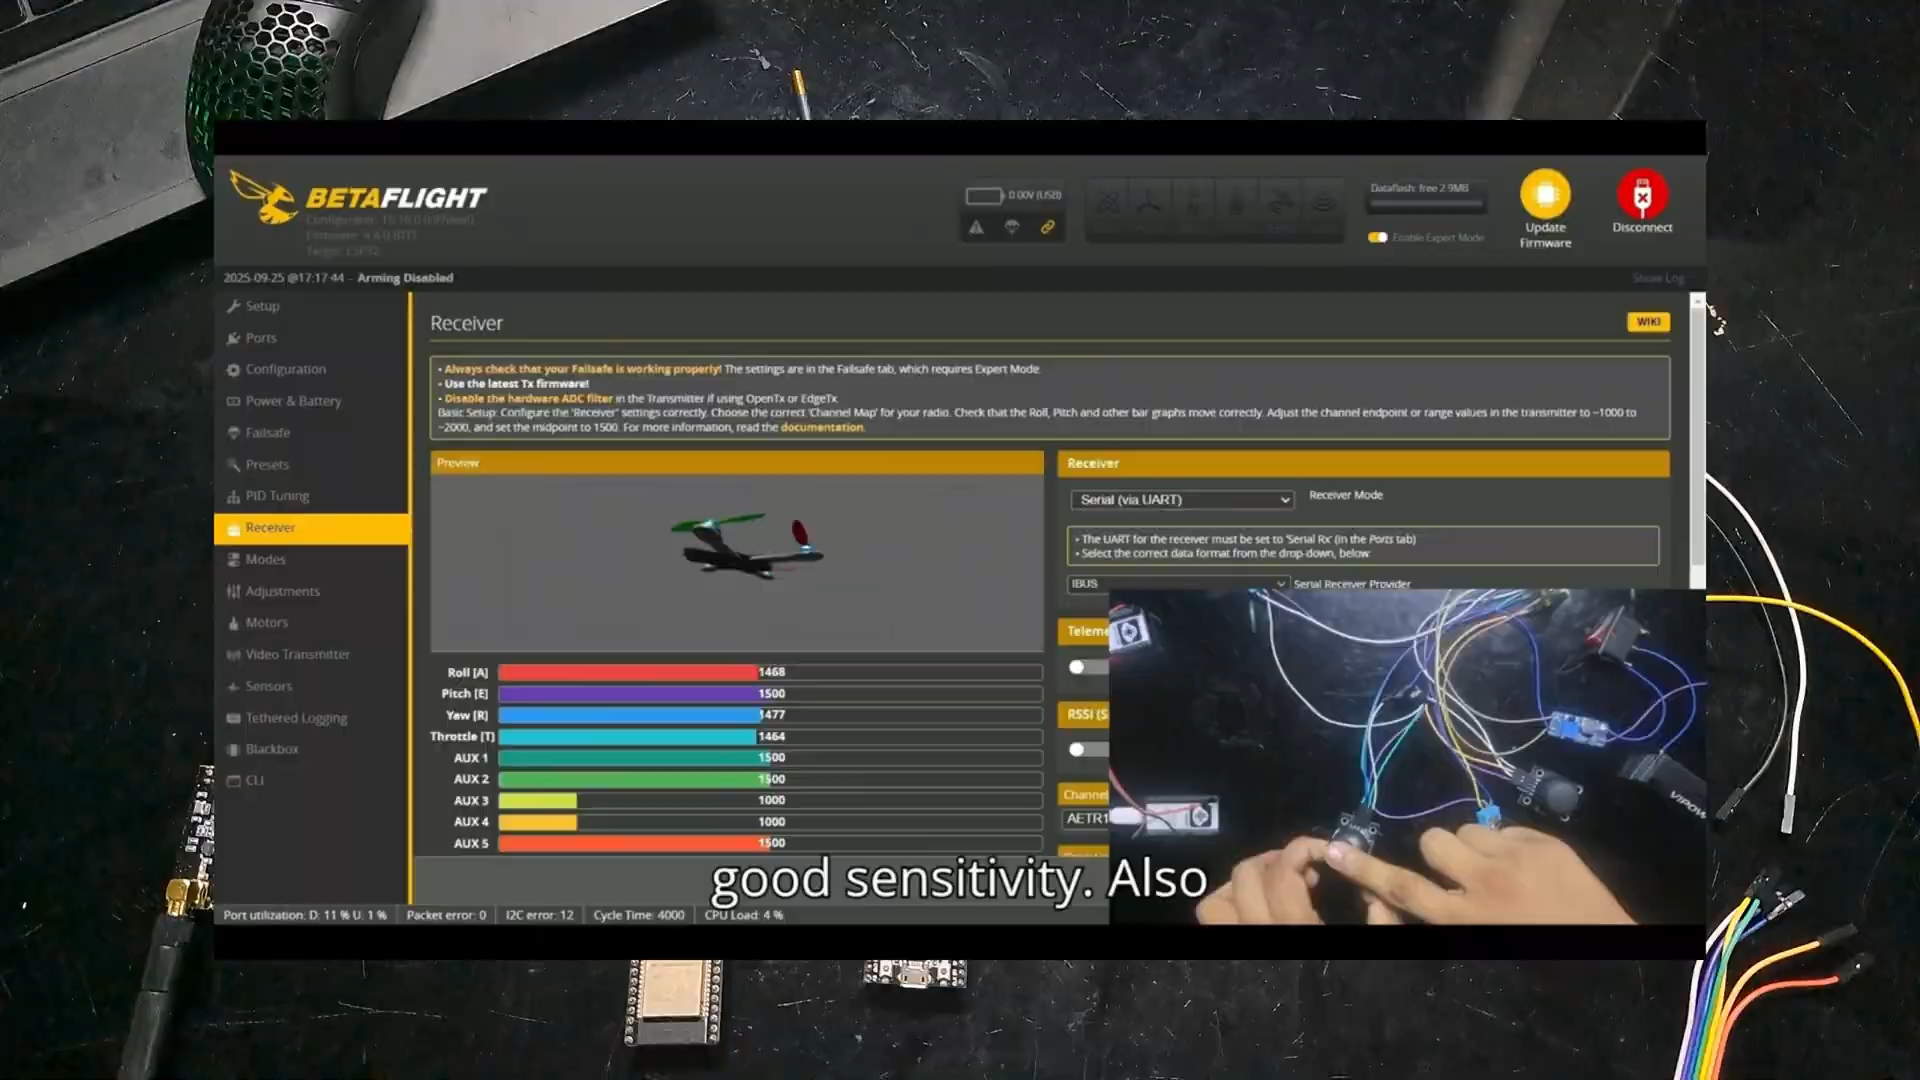 BETAFLIGHT
0.00V (USB)
Dataflash: free 2.9MB
Enable Expert Mode
Update
Firmware
Disconnect
2025-09-25 @17:17:44 - Arming Disabled
Show Log
Setup
Ports
Configuration
Power & Battery
Failsafe
Presets
PID Tuning
Receiver
Modes
Adjustments
Motors
Video Transmitter
Sensors
Tethered Logging
Blackbox
CLI
Receiver
WIKI
• Always check that your Failsafe is working properly! The settings are in the Failsafe tab, which requires Expert Mode
• Use the latest Tx firmware!
• Disable the hardware ADC filter in the Transmitter if using OpenTx or EdgeTx
Basic Setup: Configure the 'Receiver' settings correctly. Choose the correct 'Channel Map' for your radio. Check that the Roll, Pitch and other bar graphs move correctly. Adjust the channel endpoint or range values in the transmitter to ~1000 to
~2000, and set the midpoint to 1500. For more information, read the documentation.
Preview
Roll [A] 1468
Pitch [E] 1500
Yaw [R] 1477
Throttle [T] 1464
AUX 1 1500
AUX 2 1500
AUX 3 1000
AUX 4 1000
AUX 5 1500
Receiver
Serial (via UART) Receiver Mode
• The UART for the receiver must be set to 'Serial Rx' (in the Ports tab)
• Select the correct data format from the drop-down, below
IBUS Serial Receiver Provider
Teleme
RSSI (S
Channel
AETR1
VIPOW
good sensitivity. Also
Port utilization: D: 11 % U: 1 % Packet error: 0 I2C error: 12 Cycle Time: 4000 CPU Load: 4 %